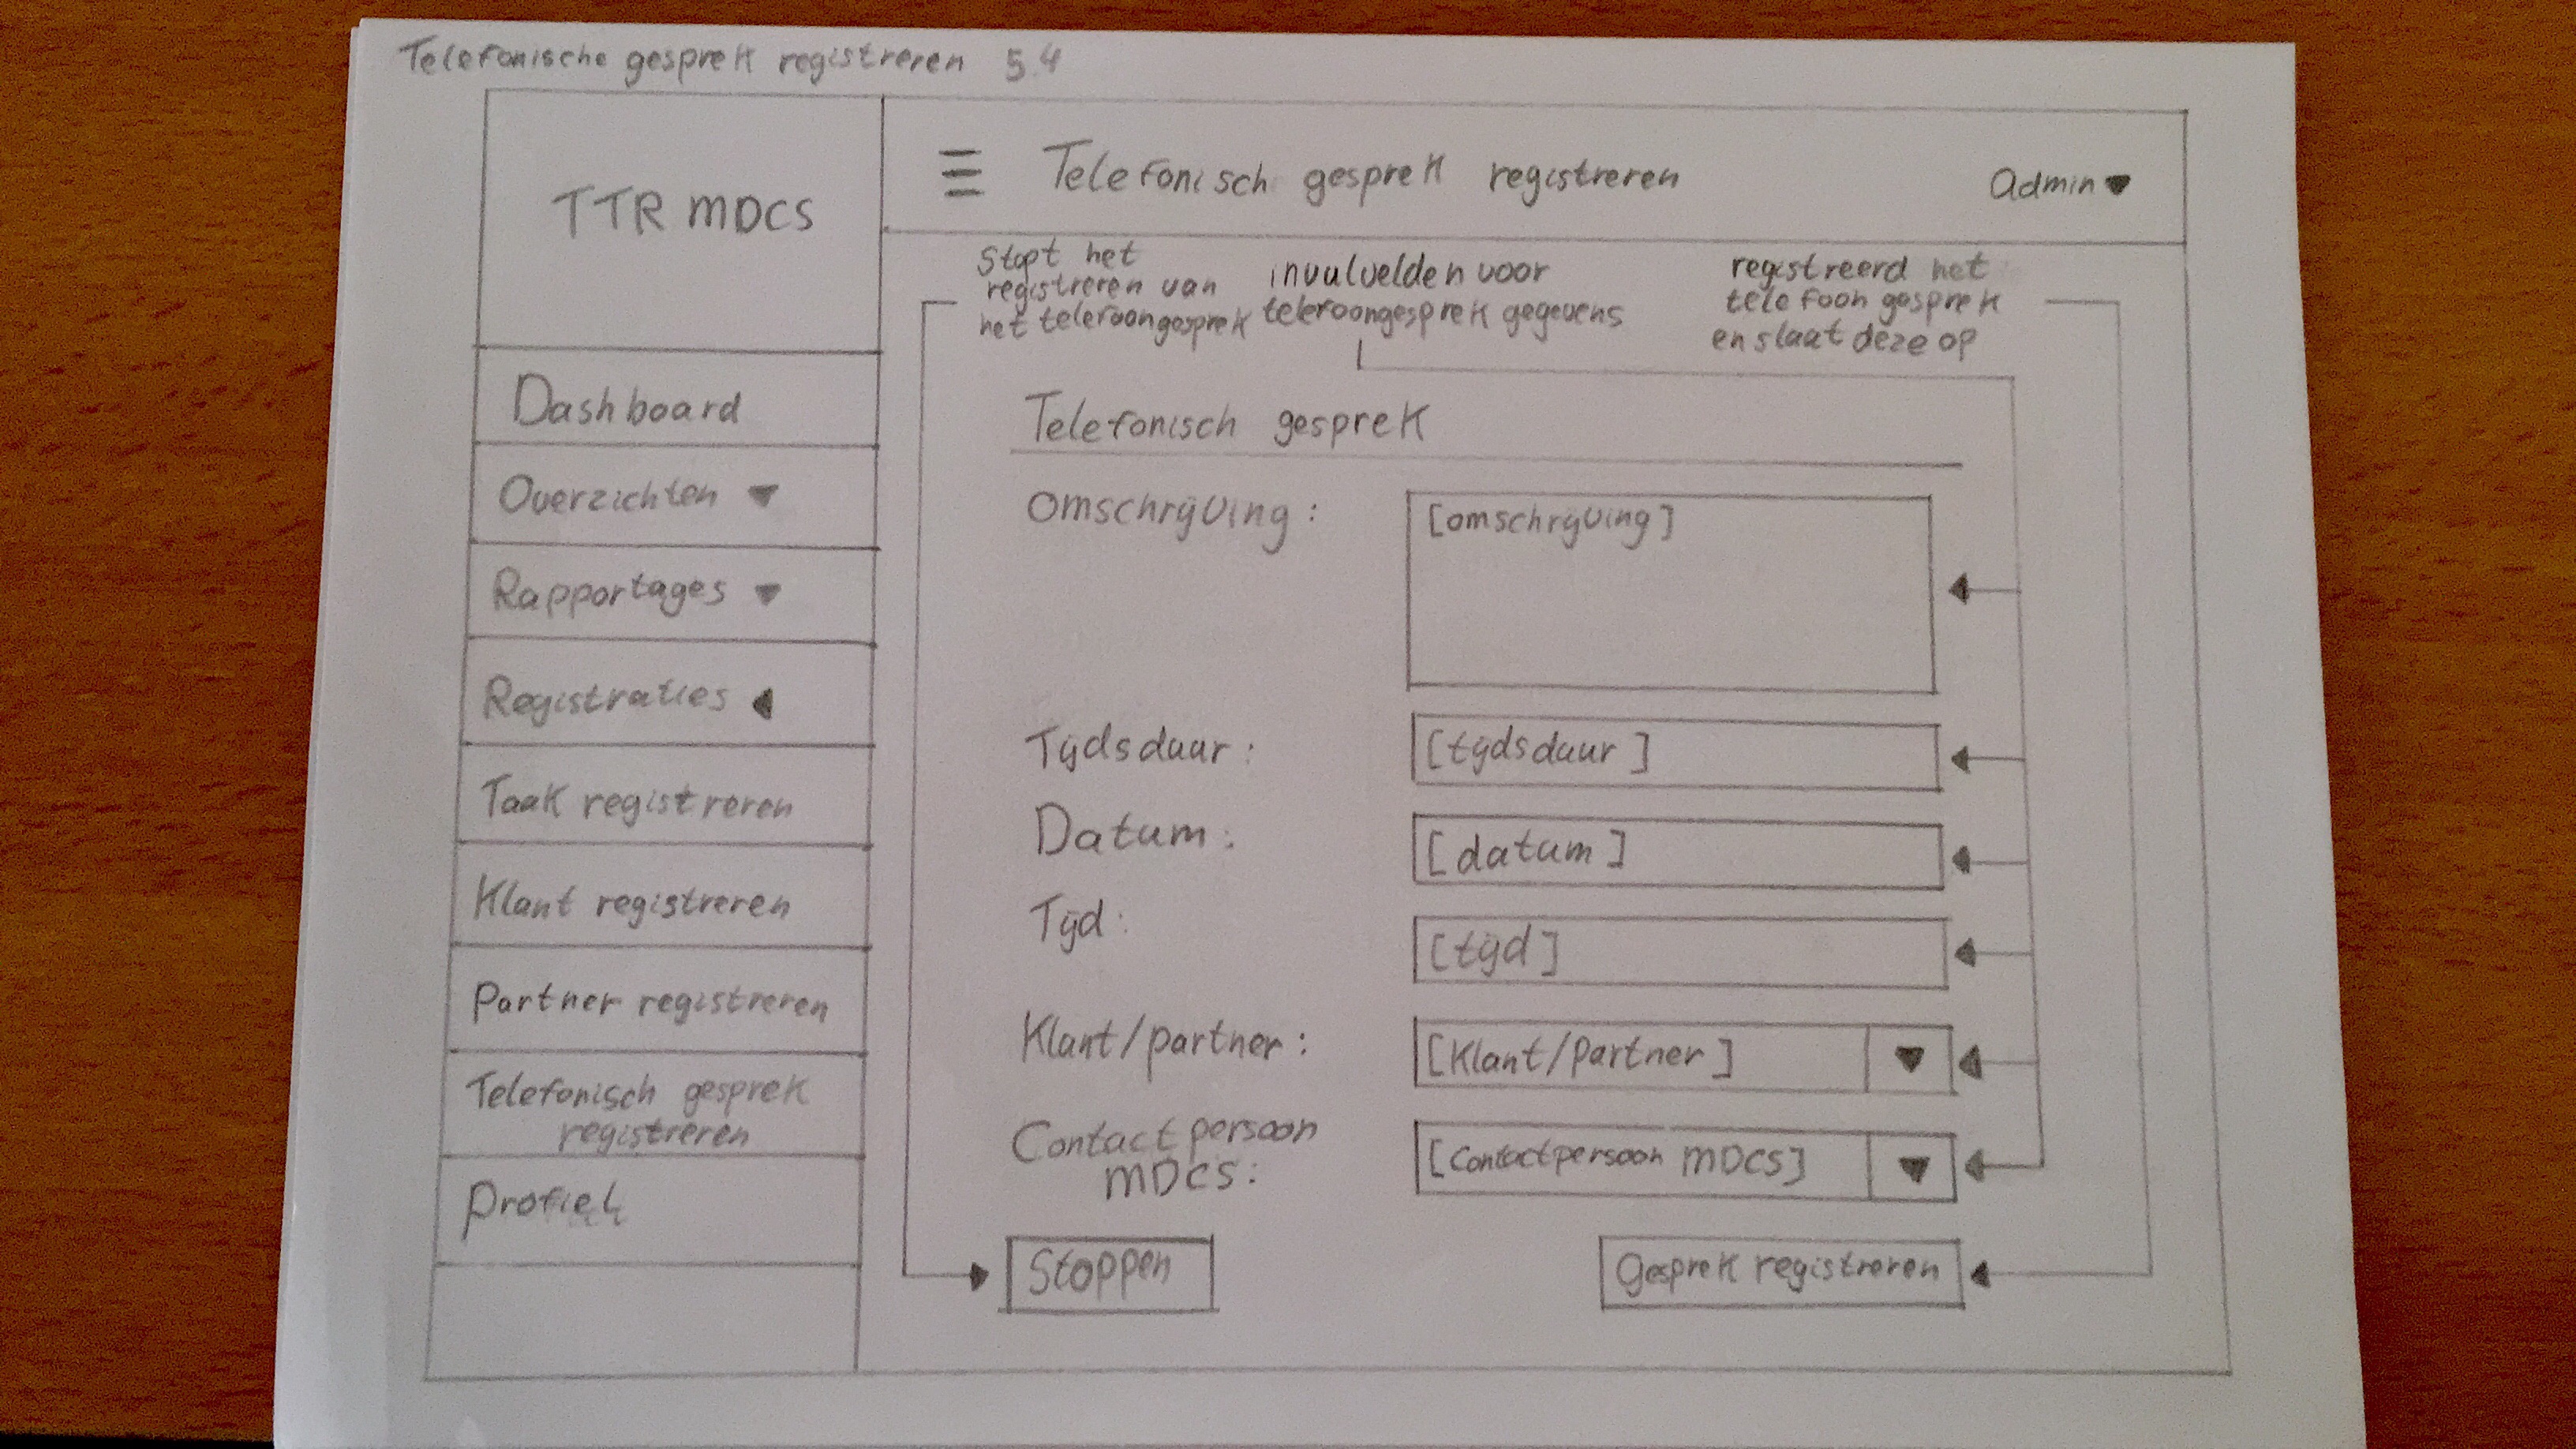 Telefonische gesprek registreren 5.4
TTR MDCS
Telefonisch gesprek registreren
Admin
Dashboard
Overzichten
Rapportages
Registraties
Taak registreren
Klant registreren
Partner registreren
Telefonisch gesprek
registreren
Profiel
Stopt het
registreren van
het telefoongesprek
invulvelden voor
telefoongesprek gegevens
registreerd het
telefoon gesprek
en slaat deze op
Telefonisch gesprek
Omschrijving :
[omschrijving]
Tijdsduur :
[tijdsduur]
Datum :
[datum]
Tijd :
[tijd]
Klant/partner :
[Klant/Partner]
Contact persoon
MDCS :
[Contactpersoon MDCS]
Stoppen
Gesprek registreren